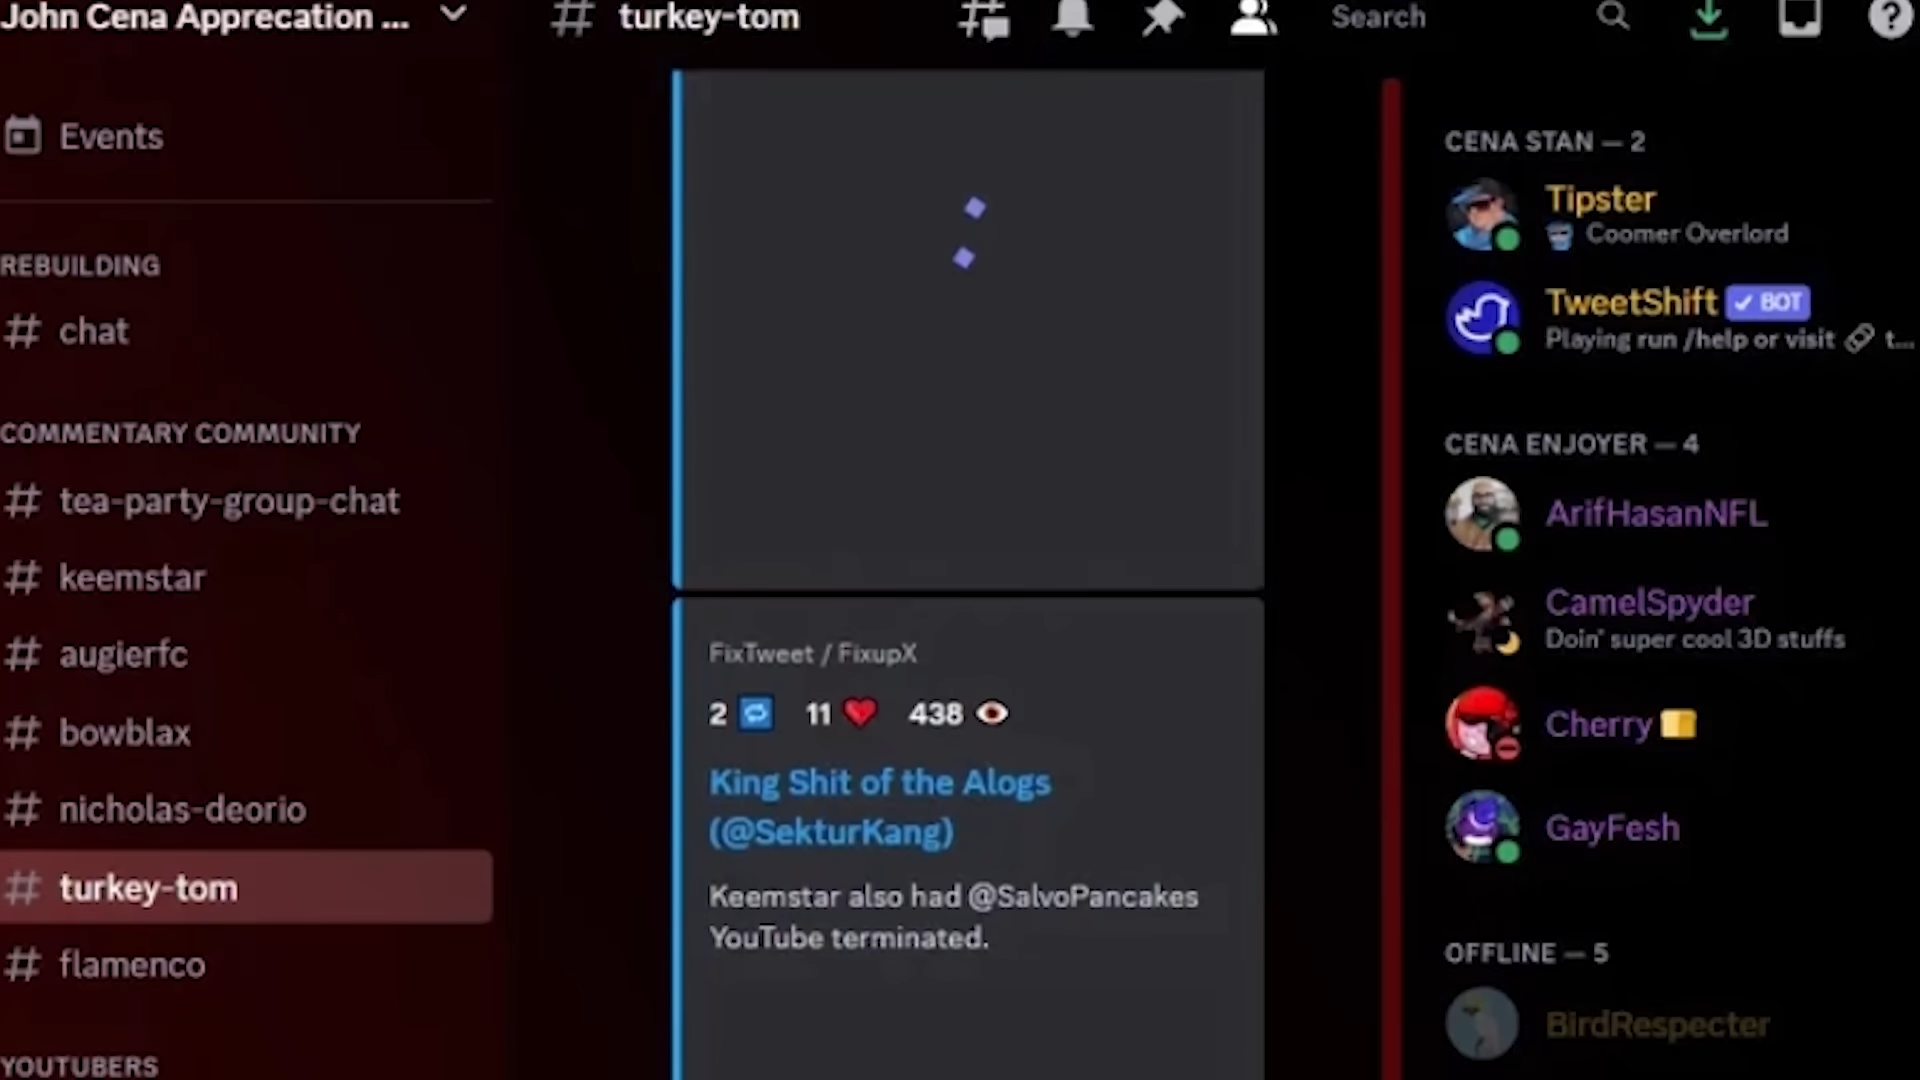 John Cena Apprecation ...
turkey-tom
Search
Events
REBUILDING
chat
COMMENTARY COMMUNITY
tea-party-group-chat
keemstar
augierfc
bowblax
nicholas-deorio
turkey-tom
flamenco
YOUTUBERS
FixTweet / FixupX
2 11 438
King Shit of the Alogs
(@SekturKang)
Keemstar also had @SalvoPancakes
YouTube terminated.
CENA STAN — 2
Tipster
Coomer Overlord
TweetShift ✓ BOT
Playing run /help or visit t...
CENA ENJOYER — 4
ArifHasanNFL
CamelSpyder
Doin' super cool 3D stuffs
Cherry
GayFesh
OFFLINE — 5
BirdRespecter